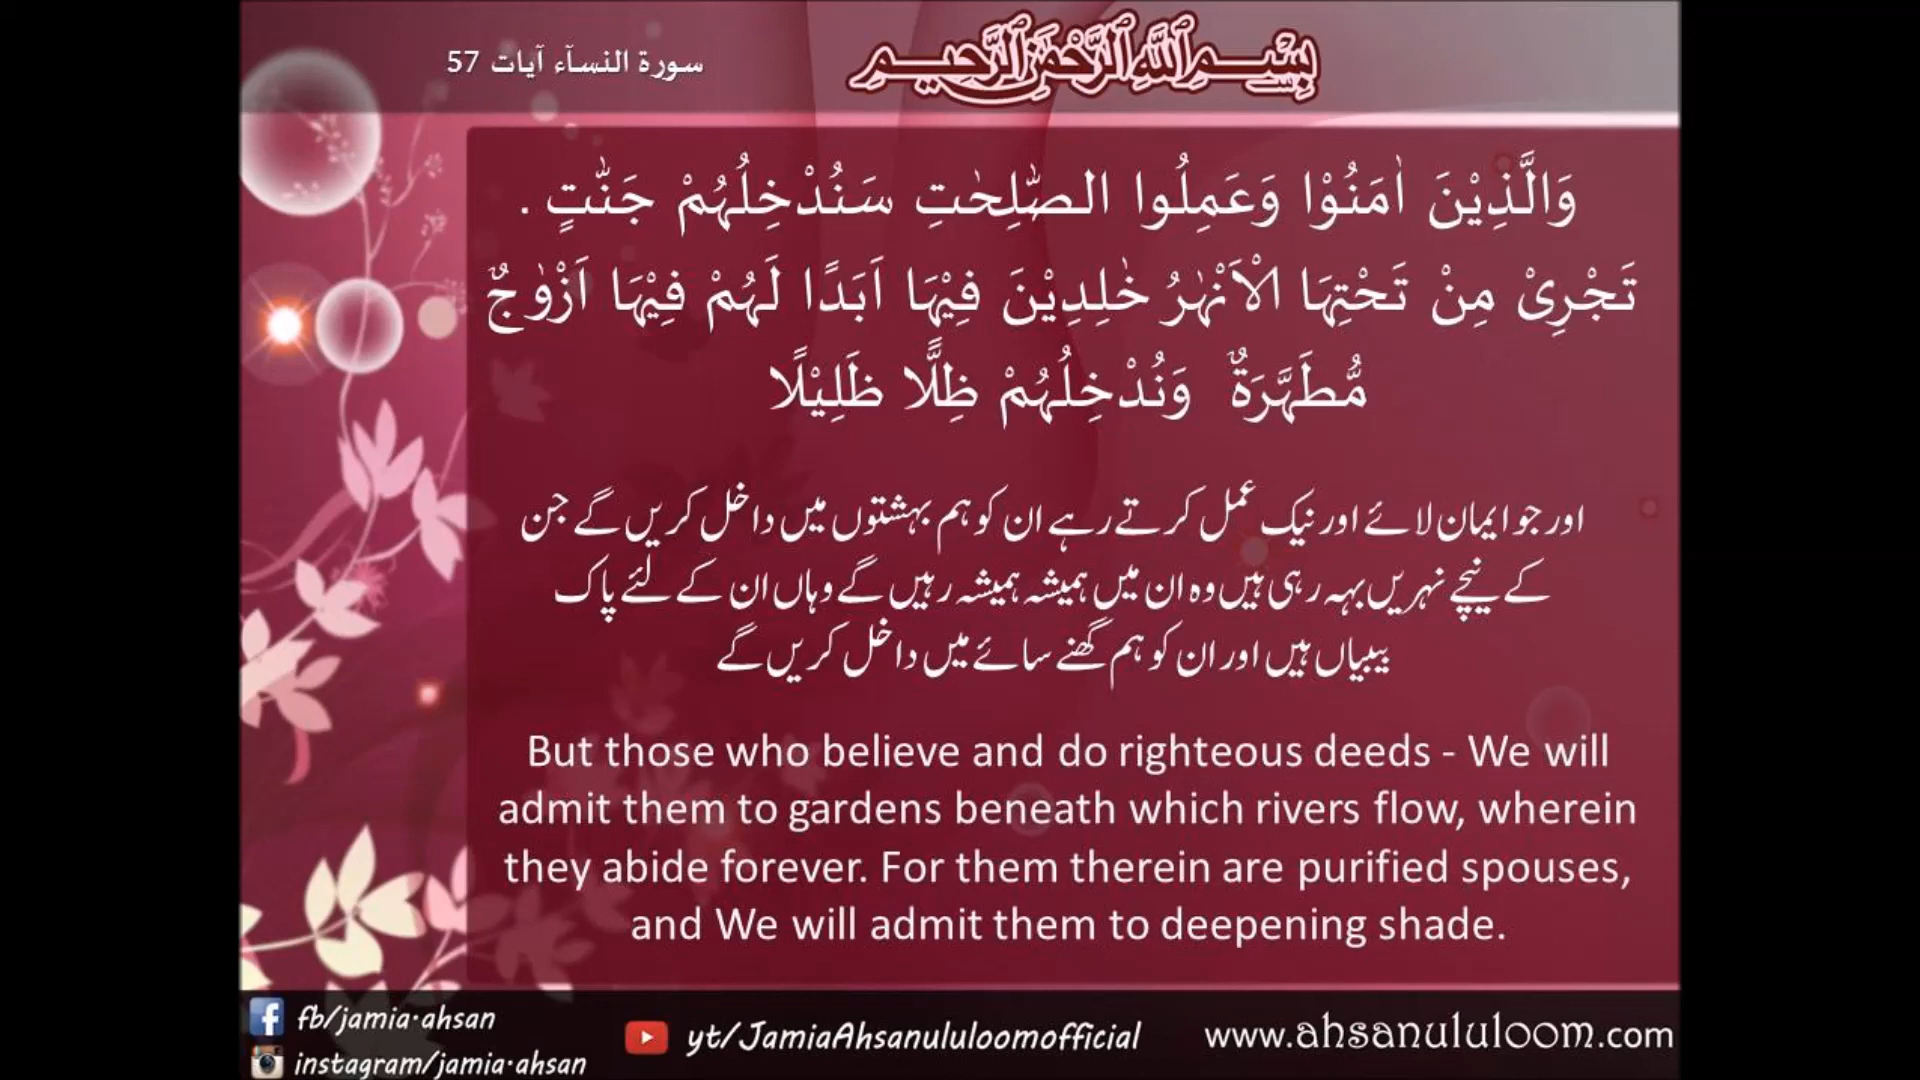 سورة النسآء آیات 57
بِسْمِ ٱللَّهِ ٱلرَّحْمَٰنِ ٱلرَّحِيمِ
وَالَّذِيْنَ اٰمَنُوْا وَعَمِلُوا الصّٰلِحٰتِ سَنُدْخِلُهُمْ جَنّٰتٍ .
تَجْرِىْ مِنْ تَحْتِهَا الْاَنْهٰرُ خٰلِدِيْنَ فِيْهَا اَبَدًا لَهُمْ فِيْهَا اَزْوٰجٌ
مُّطَهَّرَةٌ وَنُدْخِلُهُمْ ظِلًّا ظَلِيْلًا
اور جو ایمان لائے اور نیک عمل کرتے رہے ان کو ہم بہشتوں میں داخل کریں گے جن
کے نیچے نہریں بہہ رہی ہیں وہ ان میں ہمیشہ ہمیشہ رہیں گے وہاں ان کے لئے پاک
بیبیاں ہیں اور ان کو ہم گھنے سائے میں داخل کریں گے
But those who believe and do righteous deeds - We will
admit them to gardens beneath which rivers flow, wherein
they abide forever. For them therein are purified spouses,
and We will admit them to deepening shade.
fb/jamia.ahsan
instagram/jamia.ahsan
yt/JamiaAhsanululoomofficial
www.ahsanululoom.com